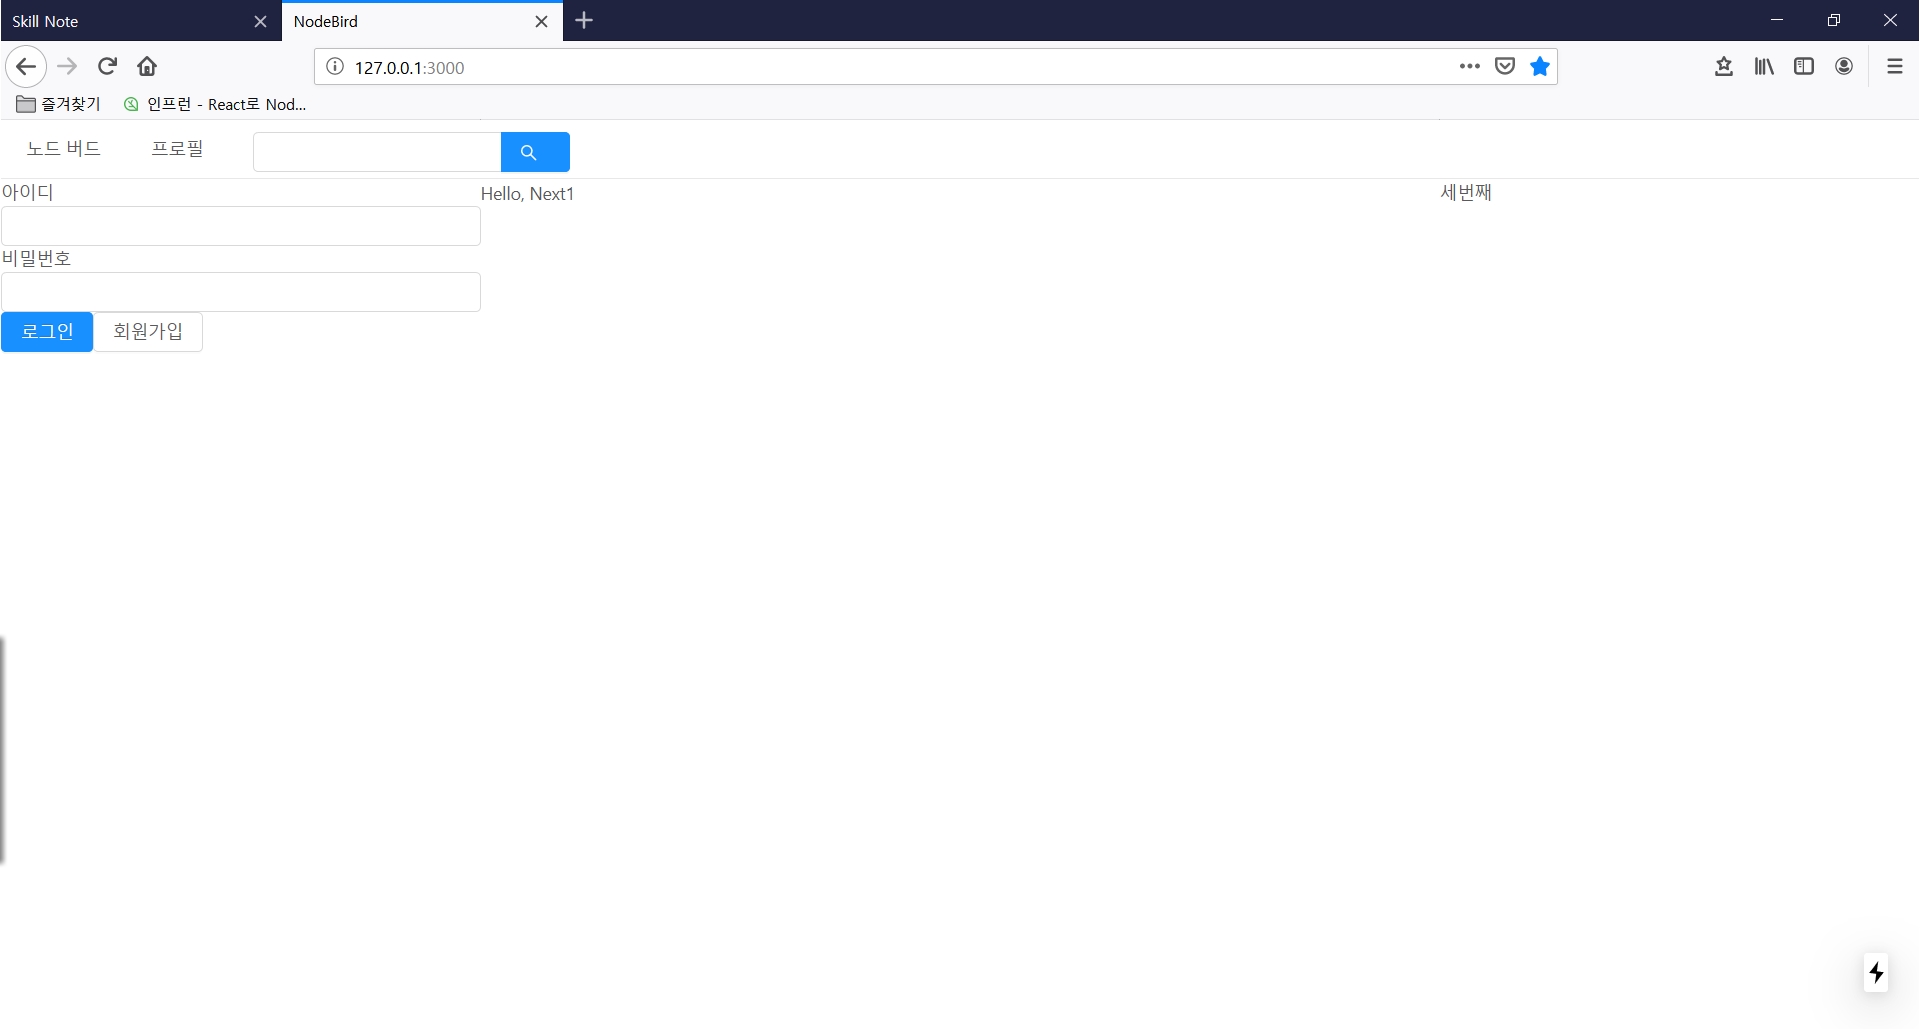 Skill Note
NodeBird
127.0.0.1:3000
즐겨찾기
인프런 - React로 Nod...
노드 버드
프로필
아이디
Hello, Next1
세번째
비밀번호
로그인
회원가입